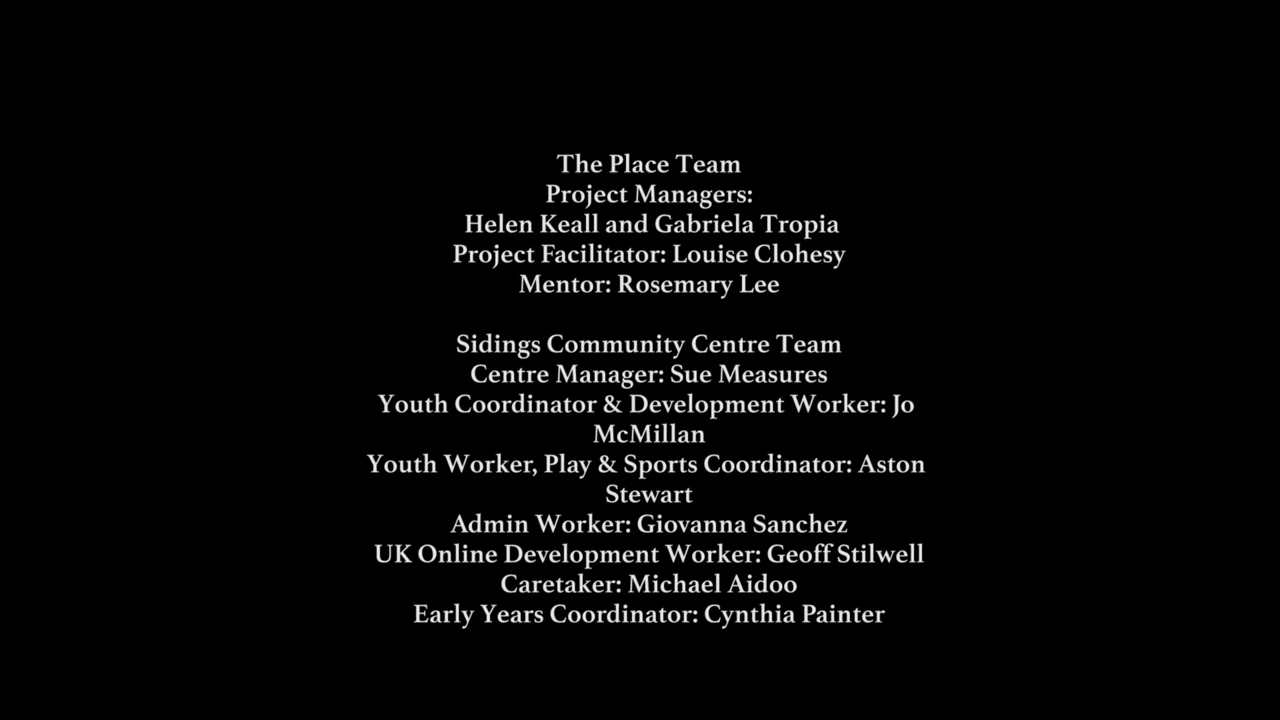 The Place Team
Project Managers:
Helen Keall and Gabriela Tropia
Project Facilitator: Louise Clohesy
Mentor: Rosemary Lee
Sidings Community Centre Team
Centre Manager: Sue Measures
Youth Coordinator & Development Worker: Jo
McMillan
Youth Worker, Play & Sports Coordinator: Aston
Stewart
Admin Worker: Giovanna Sanchez
UK Online Development Worker: Geoff Stilwell
Caretaker: Michael Aidoo
Early Years Coordinator: Cynthia Painter